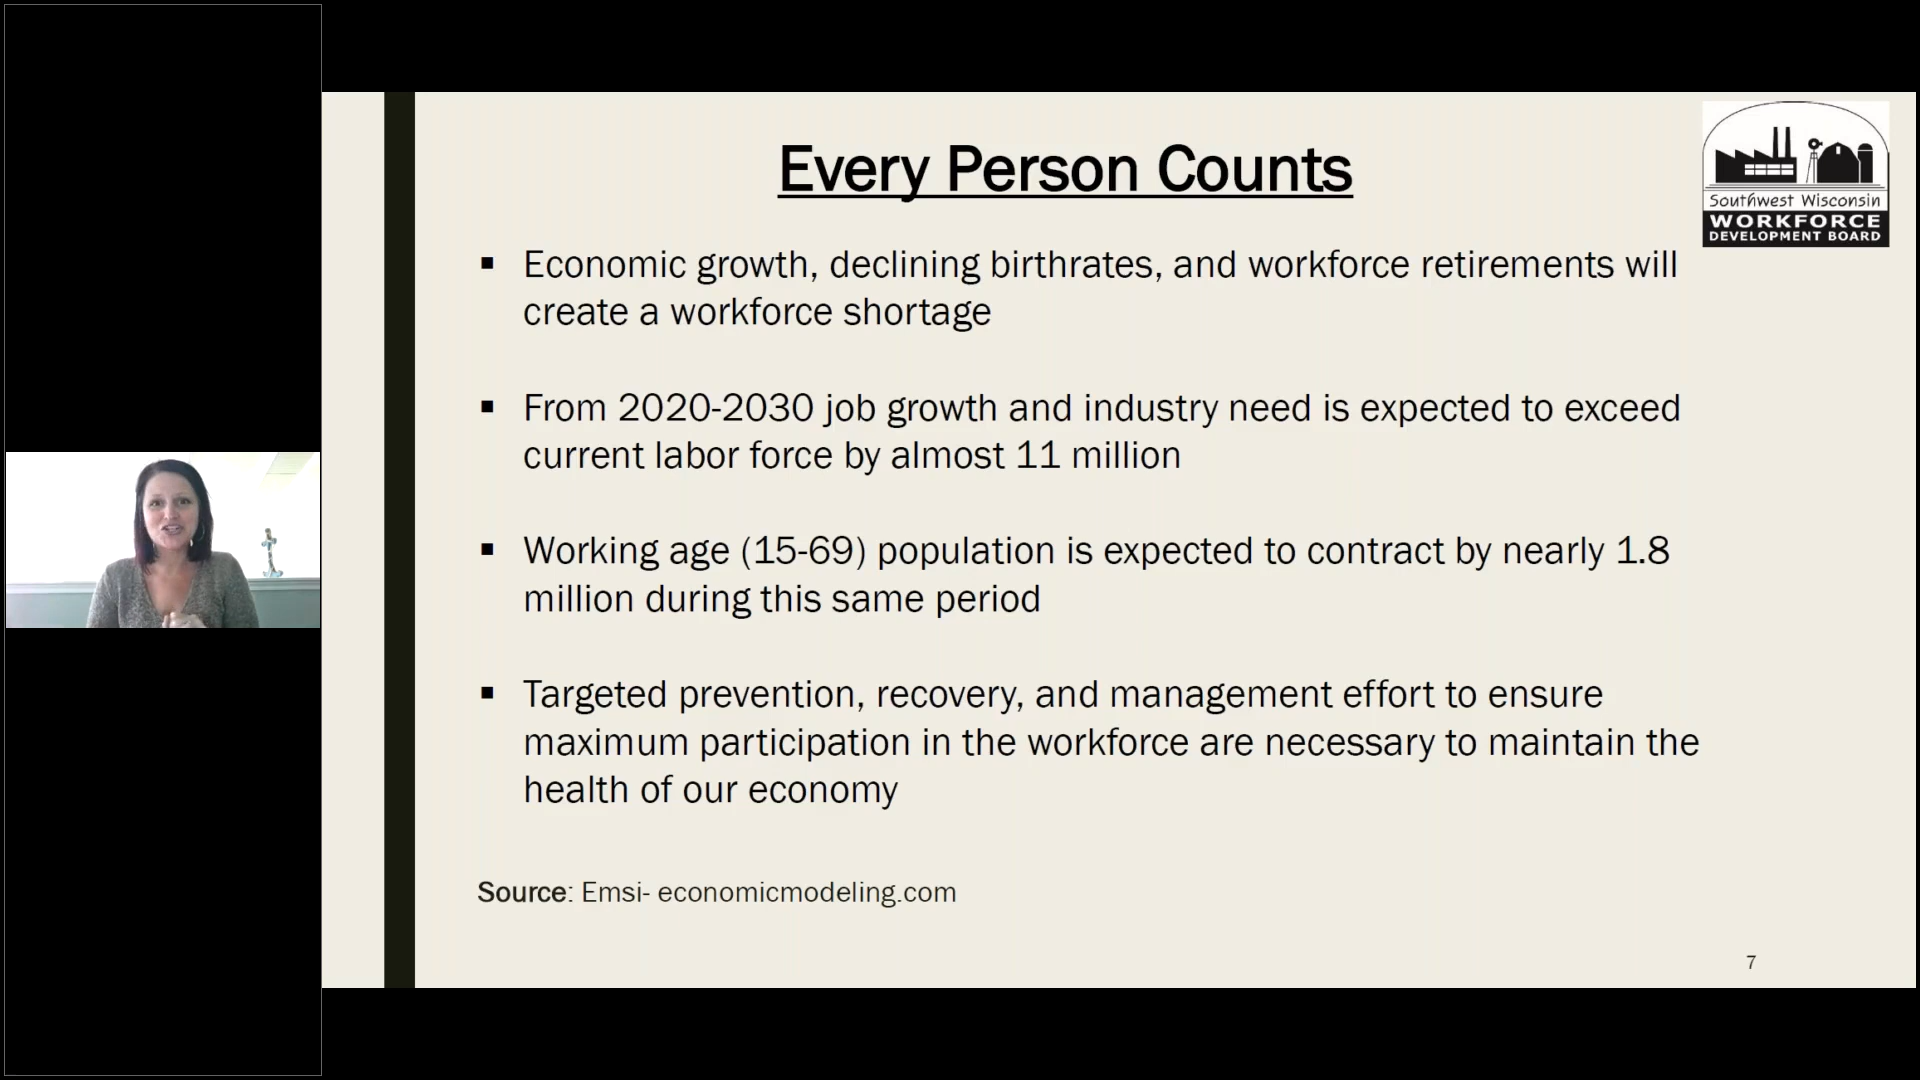 Every Person Counts
Southwest Wisconsin
WORKFORCE
DEVELOPMENT BOARD
▪ Economic growth, declining birthrates, and workforce retirements will
create a workforce shortage
▪ From 2020-2030 job growth and industry need is expected to exceed
current labor force by almost 11 million
▪ Working age (15-69) population is expected to contract by nearly 1.8
million during this same period
▪ Targeted prevention, recovery, and management effort to ensure
maximum participation in the workforce are necessary to maintain the
health of our economy
Source: Emsi- economicmodeling.com
7